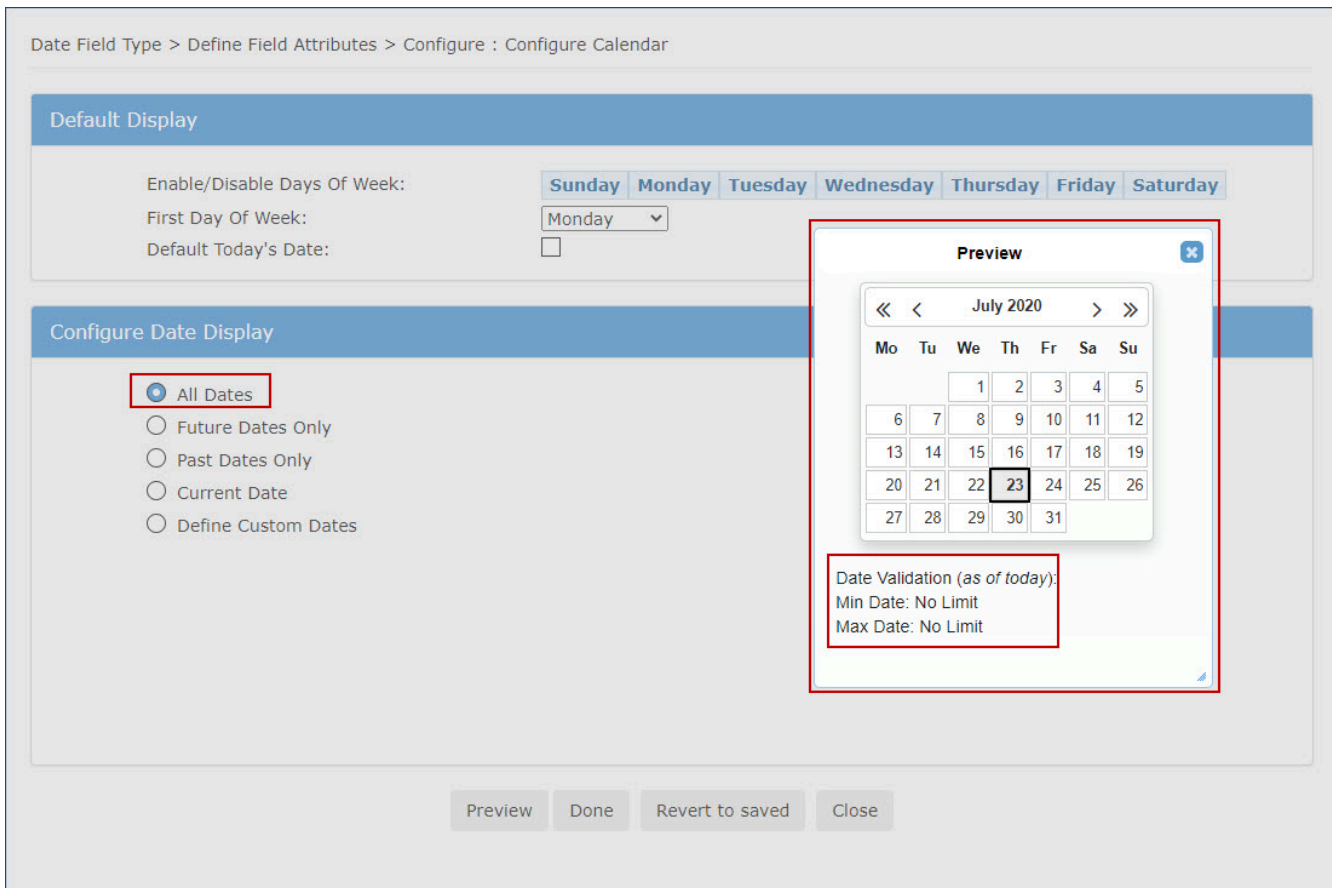 Date Field Type > Define Field Attributes > Configure : Configure Calendar
Default Display
Enable/Disable Days Of Week: Sunday Monday Tuesday Wednesday Thursday Friday Saturday
First Day Of Week: Monday
Default Today's Date:
Configure Date Display
All Dates
Future Dates Only
Past Dates Only
Current Date
Define Custom Dates
Preview
« < July 2020 > »
Mo Tu We Th Fr Sa Su
1 2 3 4 5
6 7 8 9 10 11 12
13 14 15 16 17 18 19
20 21 22 23 24 25 26
27 28 29 30 31
Date Validation (as of today):
Min Date: No Limit
Max Date: No Limit
Preview Done Revert to saved Close